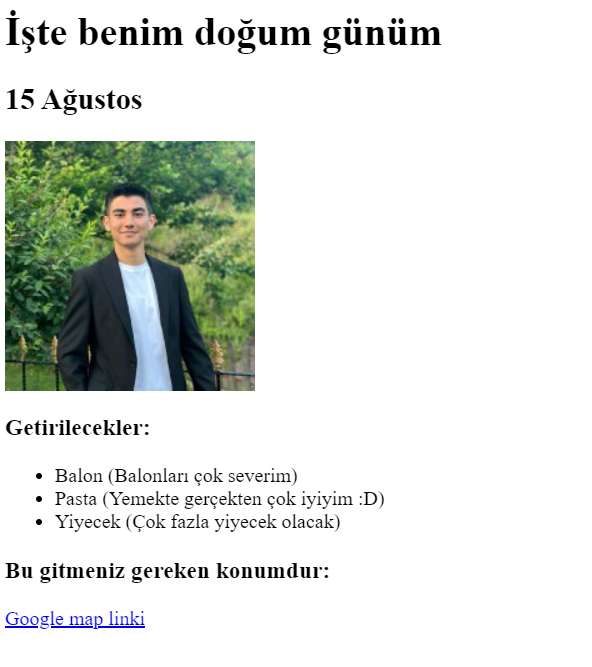 İşte benim doğum günüm
15 Ağustos
Getirilecekler:
• Balon (Balonları çok severim)
• Pasta (Yemekte gerçekten çok iyiyim :D)
• Yiyecek (Çok fazla yiyecek olacak)
Bu gitmeniz gereken konumdur:
Google map linki